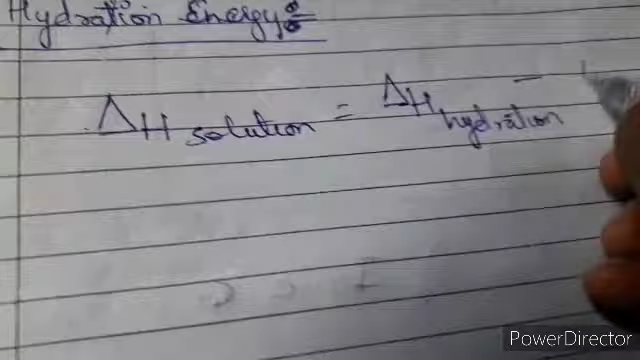 Hydration Energy:
ΔH solution = ΔH hydration -
PowerDirector